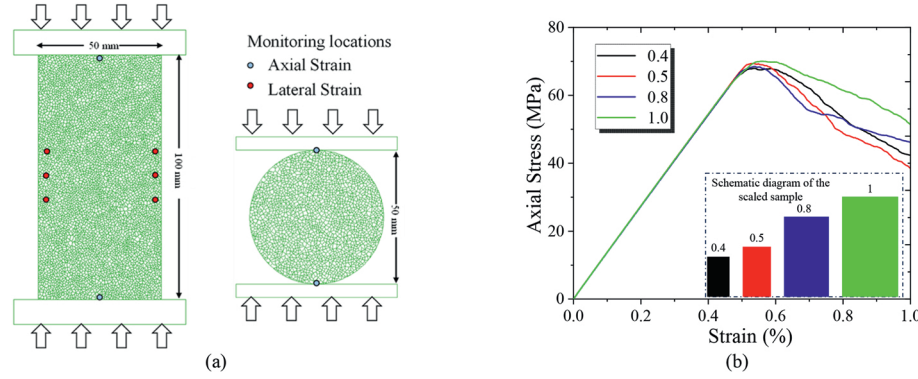 50 mm
100 mm
Monitoring locations
Axial Strain
Lateral Strain
50 mm
(a)
80
60
40
20
0
Axial Stress (MPa)
0.4
0.5
0.8
1.0
Schematic diagram of the
scaled sample
0.4
0.5
0.8
1
0.0
0.2
0.4
0.6
0.8
1.0
Strain (%)
(b)